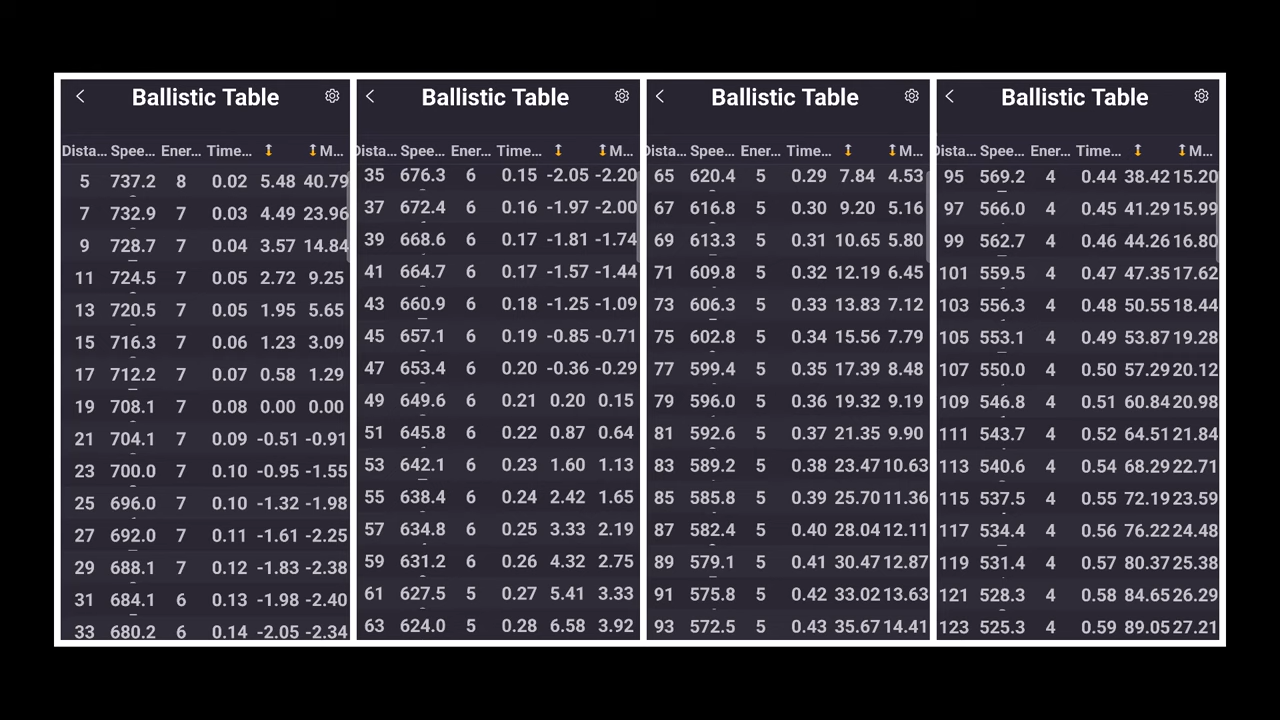 Ballistic Table
Dista... Spee... Ener... Time... M...
5 737.2 8 0.02 5.48 40.79
7 732.9 7 0.03 4.49 23.96
9 728.7 7 0.04 3.57 14.84
11 724.5 7 0.05 2.72 9.25
13 720.5 7 0.05 1.95 5.65
15 716.3 7 0.06 1.23 3.09
17 712.2 7 0.07 0.58 1.29
19 708.1 7 0.08 0.00 0.00
21 704.1 7 0.09 -0.51 -0.91
23 700.0 7 0.10 -0.95 -1.55
25 696.0 7 0.10 -1.32 -1.98
27 692.0 7 0.11 -1.61 -2.25
29 688.1 7 0.12 -1.83 -2.38
31 684.1 6 0.13 -1.98 -2.40
33 680.2 6 0.14 -2.05 -2.34
Ballistic Table
Dista... Spee... Ener... Time... M...
35 676.3 6 0.15 -2.05 -2.20
37 672.4 6 0.16 -1.97 -2.00
39 668.6 6 0.17 -1.81 -1.74
41 664.7 6 0.17 -1.57 -1.44
43 660.9 6 0.18 -1.25 -1.09
45 657.1 6 0.19 -0.85 -0.71
47 653.4 6 0.20 -0.36 -0.29
49 649.6 6 0.21 0.20 0.15
51 645.8 6 0.22 0.87 0.64
53 642.1 6 0.23 1.60 1.13
55 638.4 6 0.24 2.42 1.65
57 634.8 6 0.25 3.33 2.19
59 631.2 6 0.26 4.32 2.75
61 627.5 5 0.27 5.41 3.33
63 624.0 5 0.28 6.58 3.92
Ballistic Table
Dista... Spee... Ener... Time... M...
65 620.4 5 0.29 7.84 4.53
67 616.8 5 0.30 9.20 5.16
69 613.3 5 0.31 10.65 5.80
71 609.8 5 0.32 12.19 6.45
73 606.3 5 0.33 13.83 7.12
75 602.8 5 0.34 15.56 7.79
77 599.4 5 0.35 17.39 8.48
79 596.0 5 0.36 19.32 9.19
81 592.6 5 0.37 21.35 9.90
83 589.2 5 0.38 23.47 10.63
85 585.8 5 0.39 25.70 11.36
87 582.4 5 0.40 28.04 12.11
89 579.1 5 0.41 30.47 12.87
91 575.8 5 0.42 33.02 13.63
93 572.5 5 0.43 35.67 14.41
Ballistic Table
Dista... Spee... Ener... Time... M...
95 569.2 4 0.44 38.42 15.20
97 566.0 4 0.45 41.29 15.99
99 562.7 4 0.46 44.26 16.80
101 559.5 4 0.47 47.35 17.62
103 556.3 4 0.48 50.55 18.44
105 553.1 4 0.49 53.87 19.28
107 550.0 4 0.50 57.29 20.12
109 546.8 4 0.51 60.84 20.98
111 543.7 4 0.52 64.51 21.84
113 540.6 4 0.54 68.29 22.71
115 537.5 4 0.55 72.19 23.59
117 534.4 4 0.56 76.22 24.48
119 531.4 4 0.57 80.37 25.38
121 528.3 4 0.58 84.65 26.29
123 525.3 4 0.59 89.05 27.21